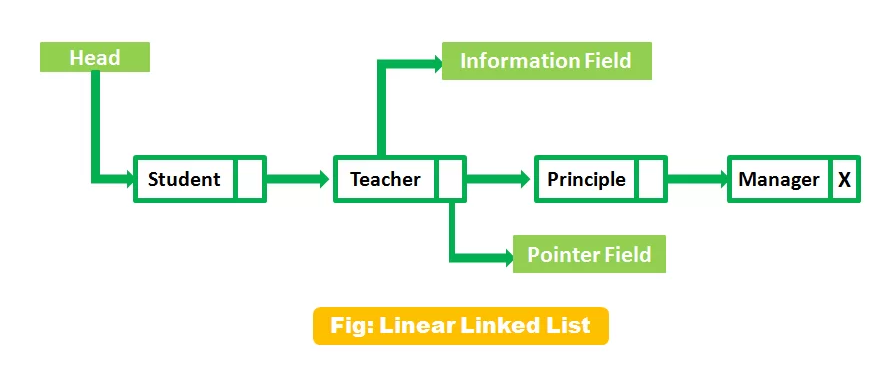 Head
Information Field
Student
Teacher
Principle
Manager
X
Pointer Field
Fig: Linear Linked List